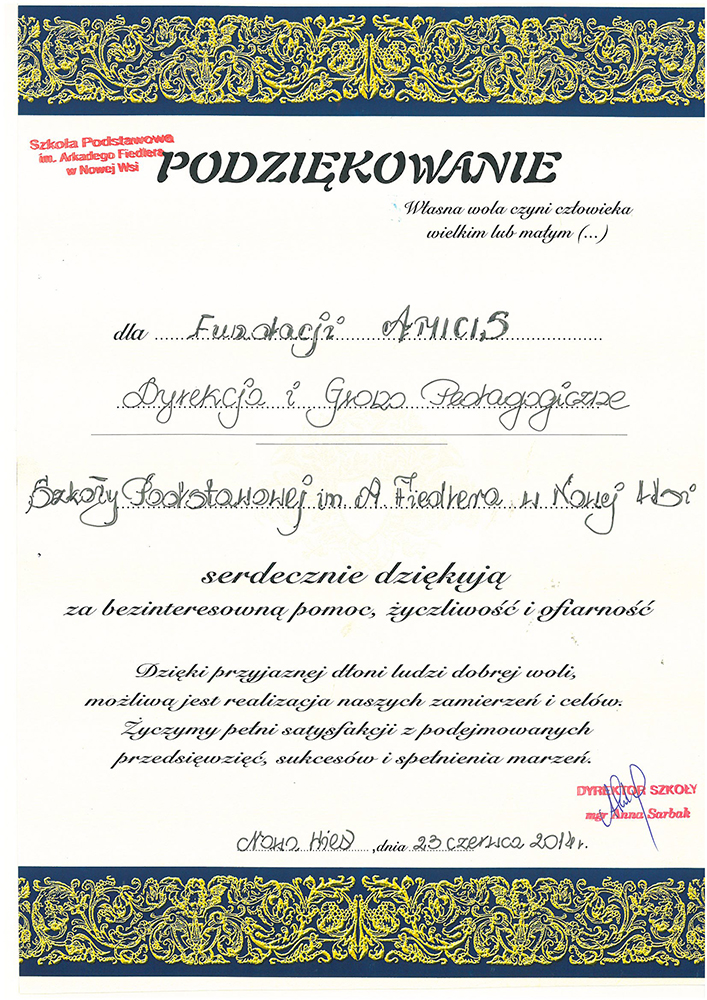 Szkoła Podstawowa
im. Arkadego Fiedlera
w Nowej Wsi
PODZIĘKOWANIE
Własna wola czyni człowieka
wielkim lub małym (...)
dla Fundacji AMICIS
Dyrekcja i Grono Pedagogiczne
Szkoły Podstawowej im. A Fiedlera w Nowej Wsi
serdecznie dziękują
za bezinteresowną pomoc, życzliwość i ofiarność
Dzięki przyjaznej dłoni ludzi dobrej woli,
możliwa jest realizacja naszych zamierzeń i celów.
Życzymy pełni satysfakcji z podejmowanych
przedsięwzięć, sukcesów i spełnienia marzeń.
DYREKTOR SZKOŁY
mgr Anna Sarbak
Nowa Wieś, dnia 23 czerwca 2014r.